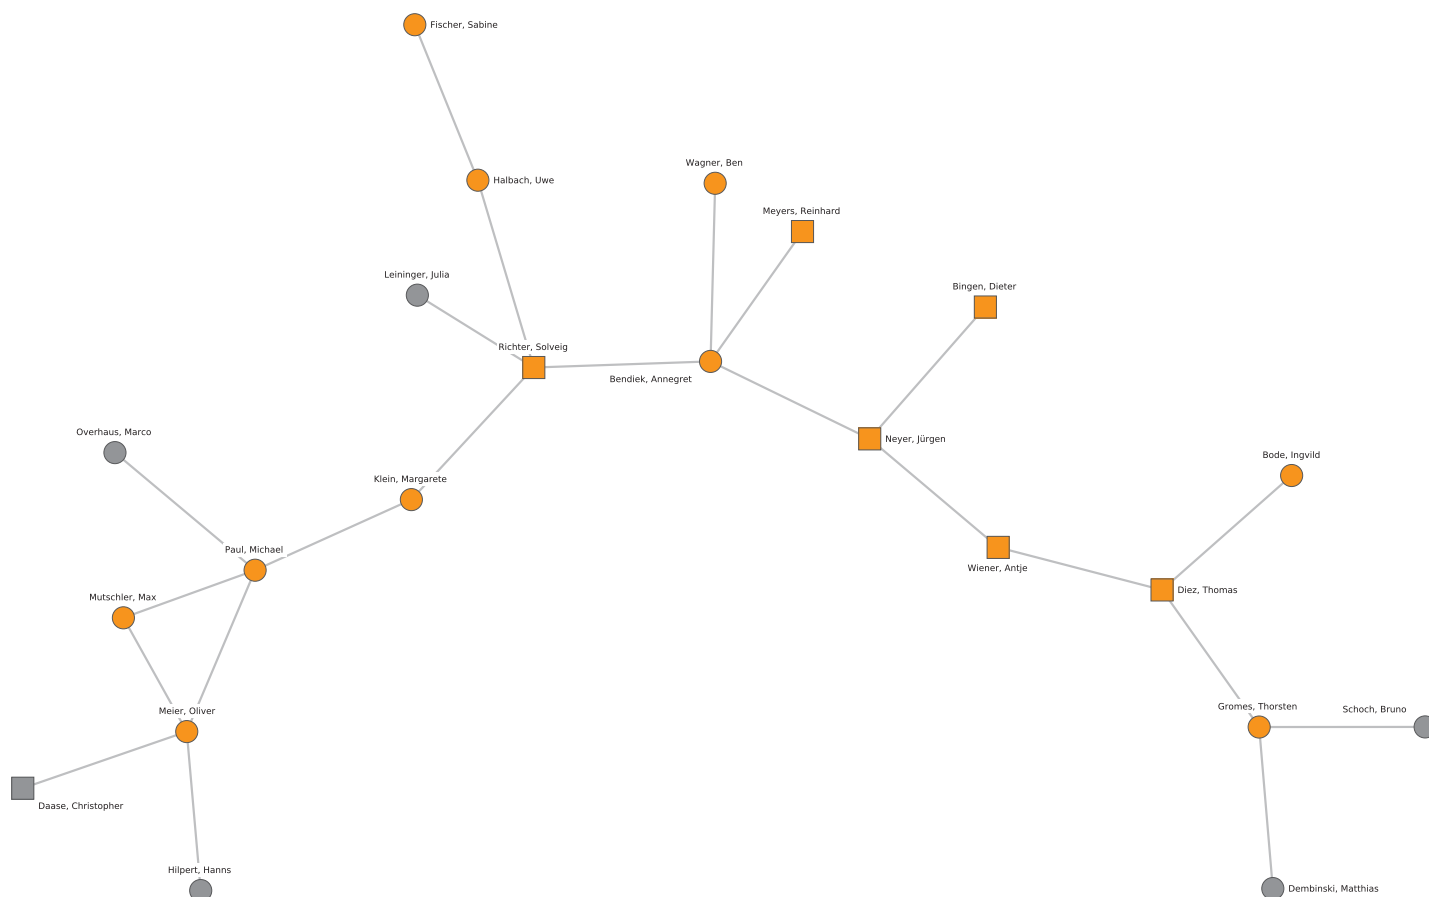 Fischer, Sabine
Wagner, Ben
Halbach, Uwe
Meyers, Reinhard
Leininger, Julia
Bingen, Dieter
Richter, Solveig
Bendiek, Annegret
Overhaus, Marco
Neyer, Jürgen
Bode, Ingvild
Klein, Margarete
Paul, Michael
Wiener, Antje
Diez, Thomas
Mutschler, Max
Gromes, Thorsten
Schoch, Bruno
Meier, Oliver
Daase, Christopher
Hilpert, Hanns
Dembinski, Matthias